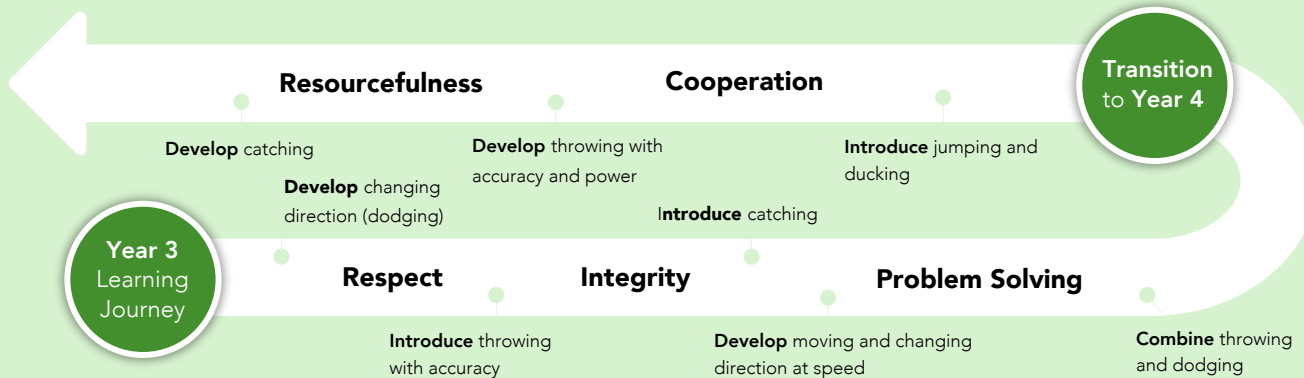 Resourcefulness
Cooperation
Transition
to Year 4
Develop catching
Develop throwing with
accuracy and power
Introduce jumping and
ducking
Develop changing
direction (dodging)
Introduce catching
Year 3
Learning
Journey
Respect
Integrity
Problem Solving
Introduce throwing
with accuracy
Develop moving and changing
direction at speed
Combine throwing
and dodging